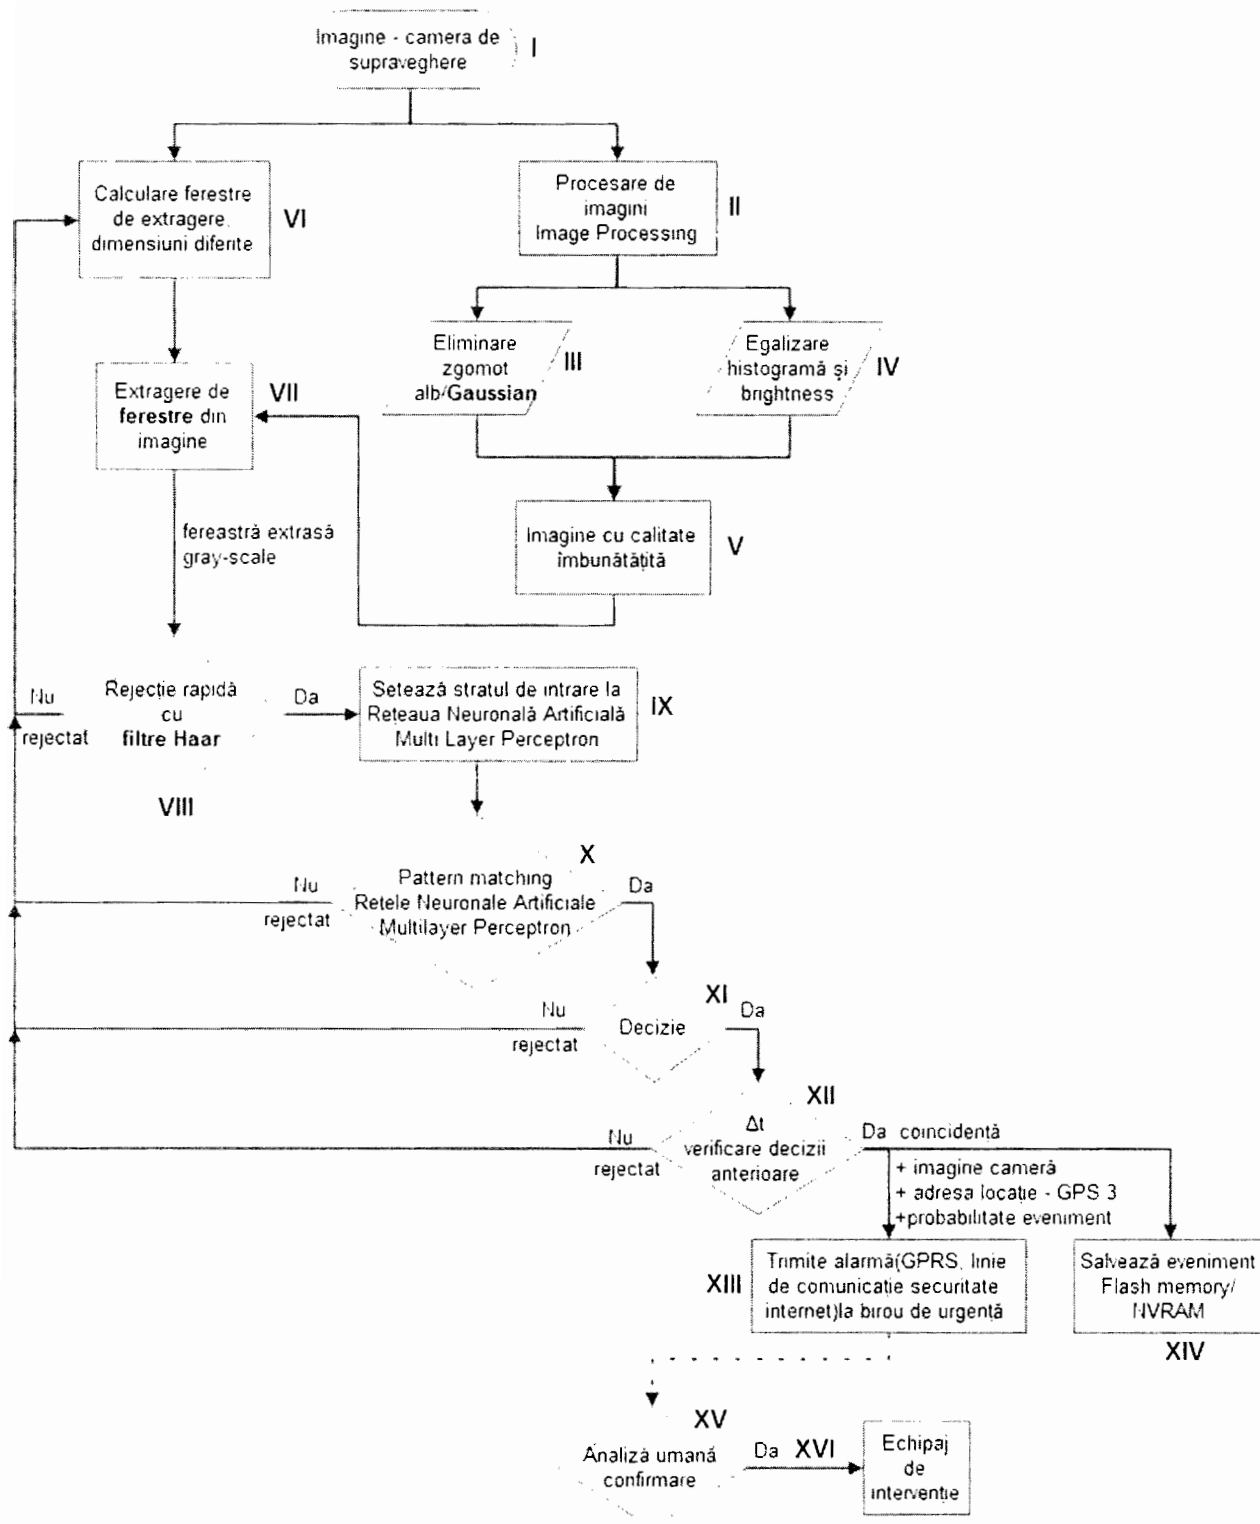 Imagine - camera de
supraveghere
I
Calculare ferestre
de extragere,
dimensiuni diferite
VI
Procesare de
imagini
Image Processing
II
Eliminare
zgomot
alb/Gaussian
III
Egalizare
histogramă și
brightness
IV
Extragere de
ferestre din
imagine
VII
fereastră extrasă
gray-scale
Imagine cu calitate
îmbunătățită
V
Nu
rejectat
Rejecție rapidă
cu
filtre Haar
Da
VIII
Setează stratul de intrare la
Rețeaua Neuronală Artificială
Multi Layer Perceptron
IX
X
Nu
rejectat
Pattern matching
Retele Neuronale Artificiale
Multilayer Perceptron
Da
XI
Nu
rejectat
Decizie
Da
XII
Nu
rejectat
Δt
verificare decizii
anterioare
Da coincidență
+ imagine cameră
+ adresa locație - GPS 3
+probabilitate eveniment
XIII
Trimite alarmă(GPRS, linie
de comunicație securitate
internet)la birou de urgență
Salvează eveniment
Flash memory/
NVRAM
XIV
XV
Analiză umană
confirmare
Da
XVI
Echipaj
de
intervenție